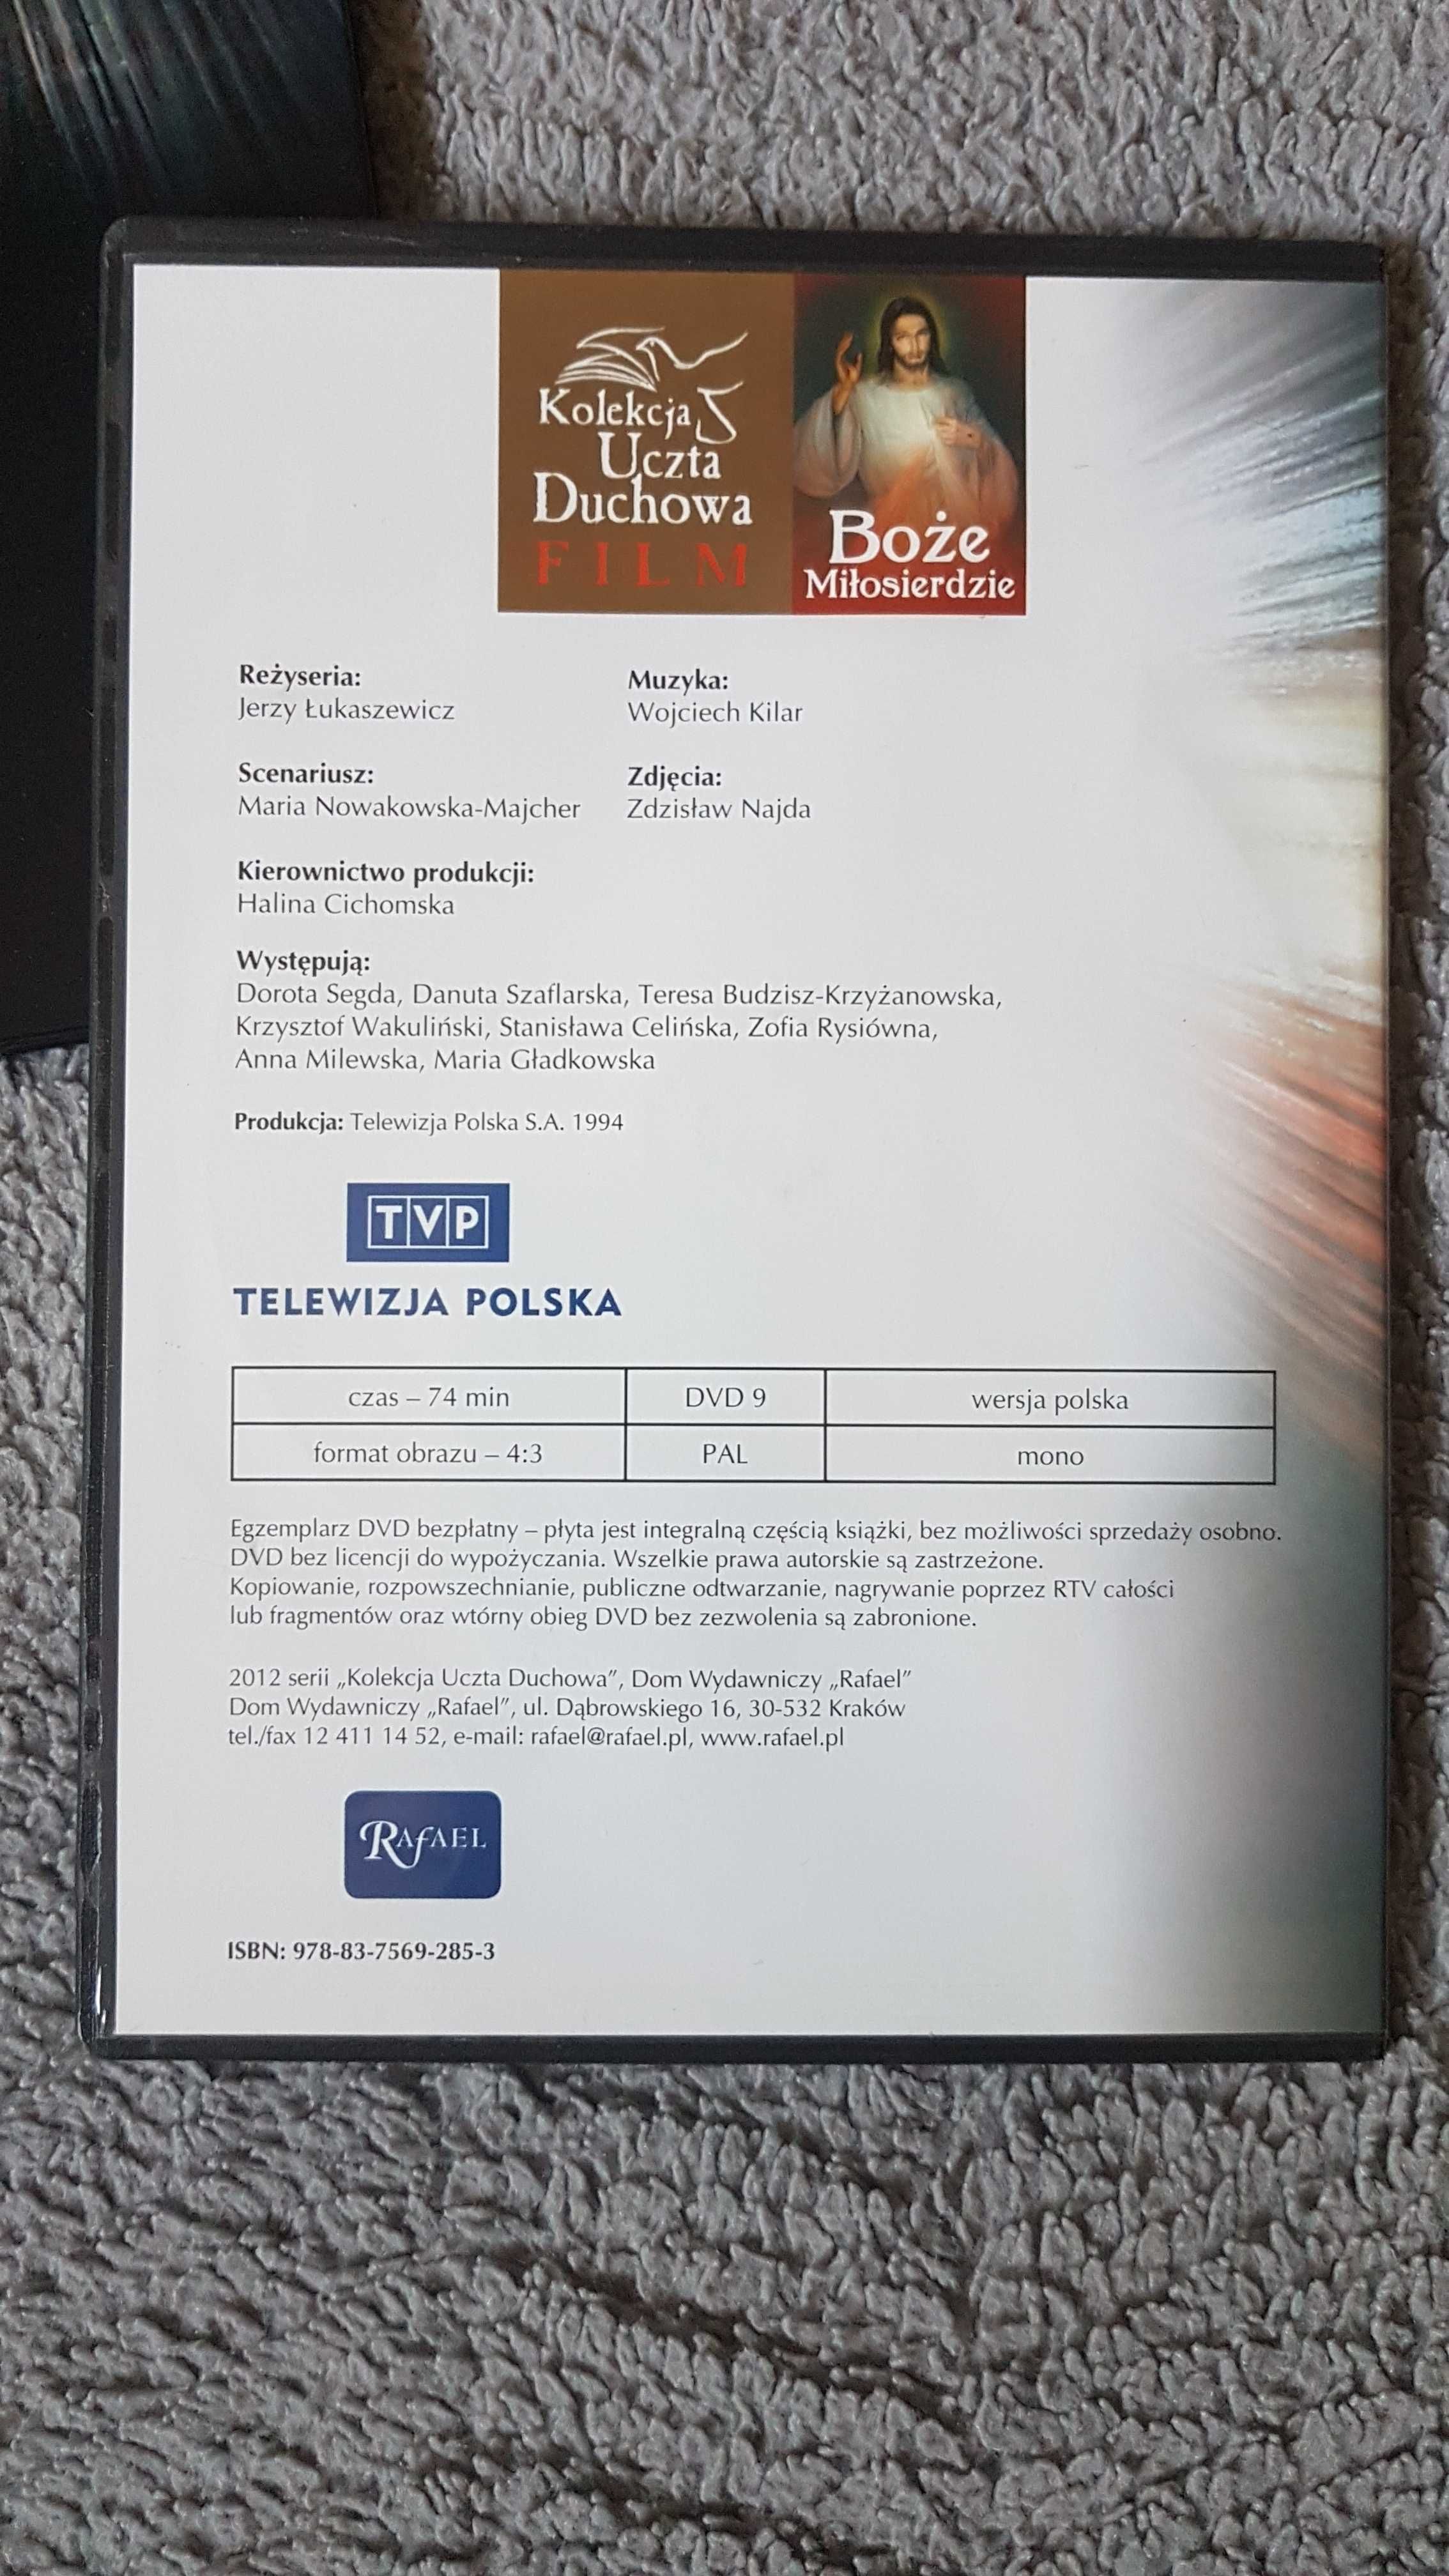 Kolekcja
Uczta
Duchowa
FILM
Boże
Miłosierdzie
Reżyseria:
Jerzy Łukaszewicz
Muzyka:
Wojciech Kilar
Scenariusz:
Maria Nowakowska-Majcher
Zdjęcia:
Zdzisław Najda
Kierownictwo produkcji:
Halina Cichomska
Występują:
Dorota Segda, Danuta Szaflarska, Teresa Budzisz-Krzyżanowska,
Krzysztof Wakuliński, Stanisława Celińska, Zofia Rysiówna,
Anna Milewska, Maria Gładkowska
Produkcja: Telewizja Polska S.A. 1994
TVP
TELEWIZJA POLSKA
czas – 74 min DVD 9 wersja polska
format obrazu – 4:3 PAL mono
Egzemplarz DVD bezpłatny – płyta jest integralną częścią książki, bez możliwości sprzedaży osobno.
DVD bez licencji do wypożyczania. Wszelkie prawa autorskie są zastrzeżone.
Kopiowanie, rozpowszechnianie, publiczne odtwarzanie, nagrywanie poprzez RTV całości
lub fragmentów oraz wtórny obieg DVD bez zezwolenia są zabronione.
2012 serii „Kolekcja Uczta Duchowa”, Dom Wydawniczy „Rafael”
Dom Wydawniczy „Rafael”, ul. Dąbrowskiego 16, 30-532 Kraków
tel./fax 12 411 14 52, e-mail: rafael@rafael.pl, www.rafael.pl
RAfAEL
ISBN: 978-83-7569-285-3